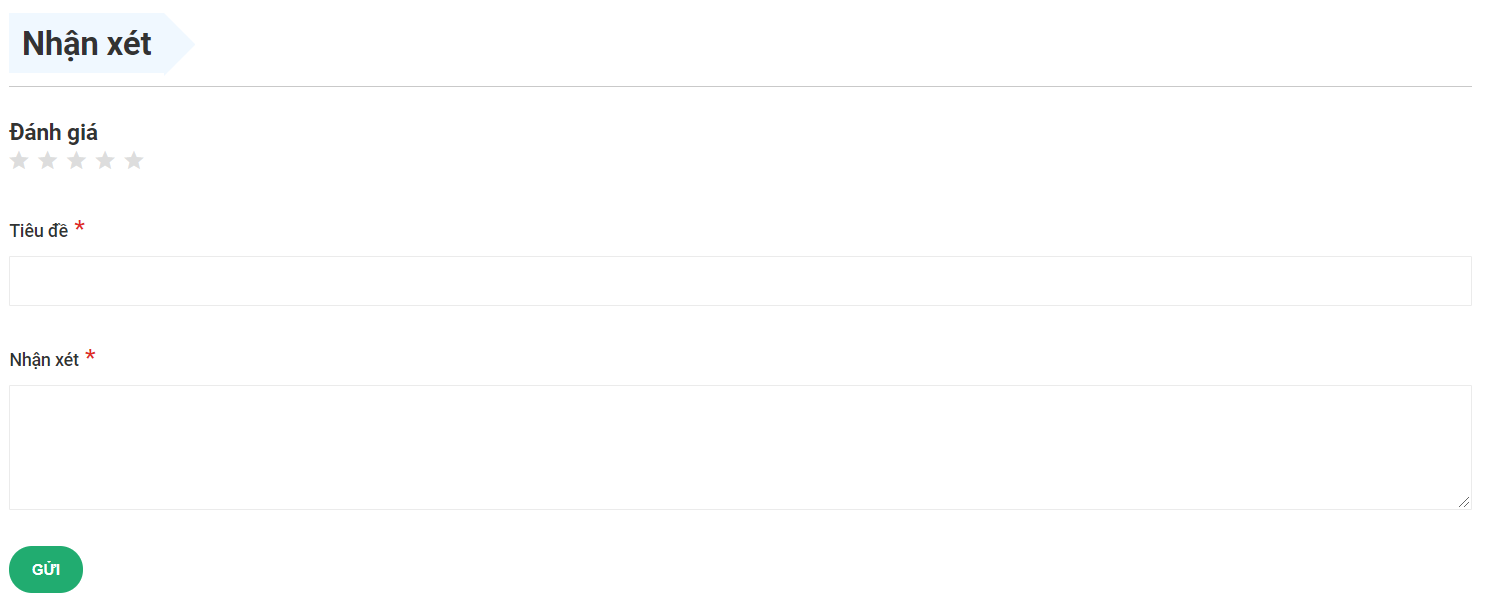 Nhận xét
Đánh giá
Tiêu đề *
Nhận xét *
GỬI